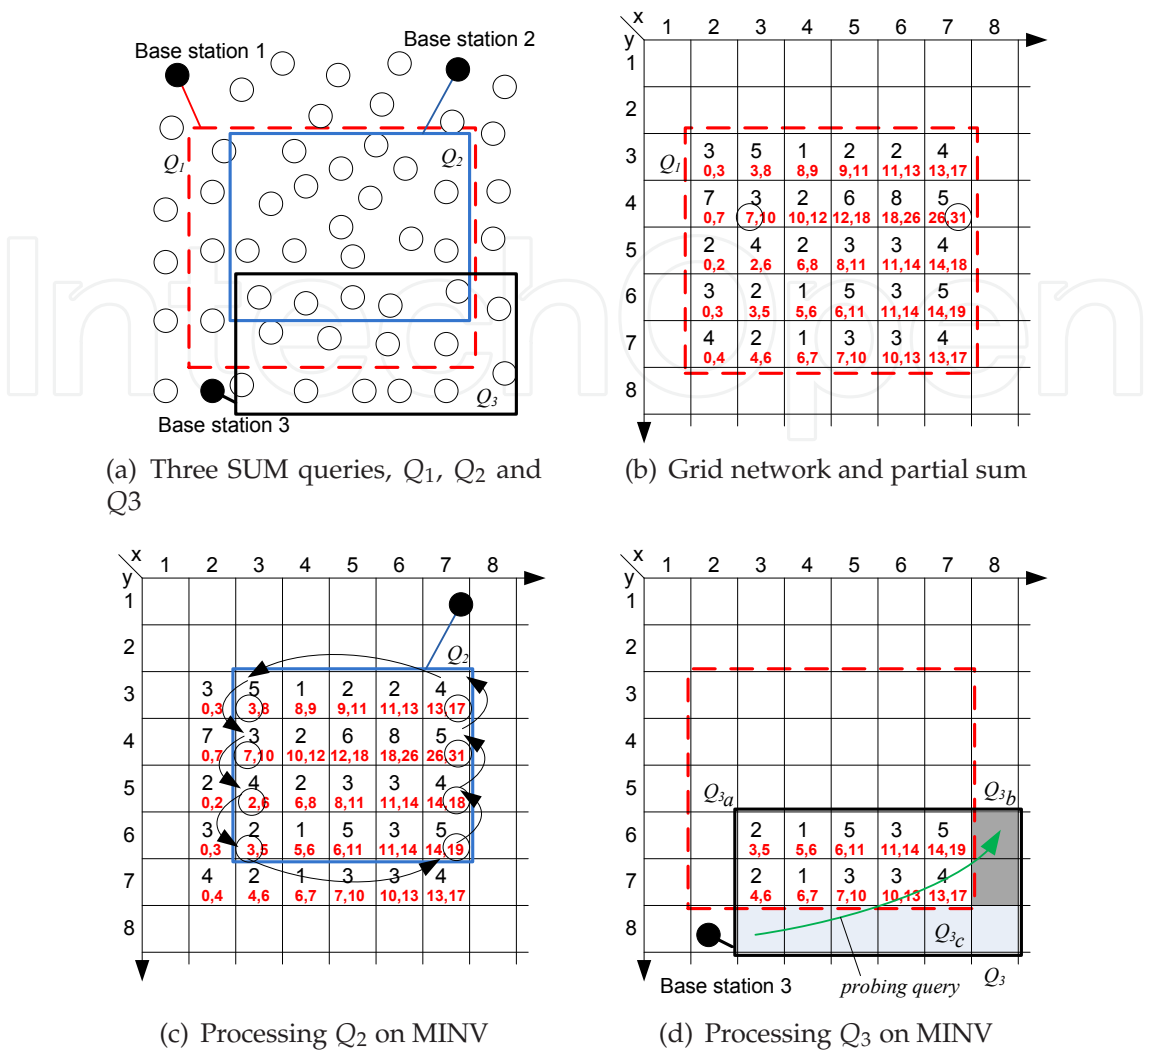 Base station 1
Base station 2
Q1
Q2
Q3
Base station 3
(a) Three SUM queries, Q1, Q2 and
Q3
x
y
1 2 3 4 5 6 7 8
1
2
3
4
5
6
7
8
Q1
3 5 1 2 2 4
0,3 3,8 8,9 9,11 11,13 13,17
7 3 2 6 8 5
0,7 7,10 10,12 12,18 18,26 26,31
2 4 2 3 3 4
0,2 2,6 6,8 8,11 11,14 14,18
3 2 1 5 3 5
0,3 3,5 5,6 6,11 11,14 14,19
4 2 1 3 3 4
0,4 4,6 6,7 7,10 10,13 13,17
(b) Grid network and partial sum
x
y
1 2 3 4 5 6 7 8
1
2
3
4
5
6
7
8
Q2
3 5 1 2 2 4
0,3 3,8 8,9 9,11 11,13 13,17
7 3 2 6 8 5
0,7 7,10 10,12 12,18 18,26 26,31
2 4 2 3 3 4
0,2 2,6 6,8 8,11 11,14 14,18
3 2 1 5 3 5
0,3 3,5 5,6 6,11 11,14 14,19
4 2 1 3 3 4
0,4 4,6 6,7 7,10 10,13 13,17
(c) Processing Q2 on MINV
x
y
1 2 3 4 5 6 7 8
1
2
3
4
5
6
7
8
Q3a
Q3b
2 1 5 3 5
3,5 5,6 6,11 11,14 14,19
2 1 3 3 4
4,6 6,7 7,10 10,13 13,17
Q3c
Q3
Base station 3
probing query
(d) Processing Q3 on MINV
IntechOpen